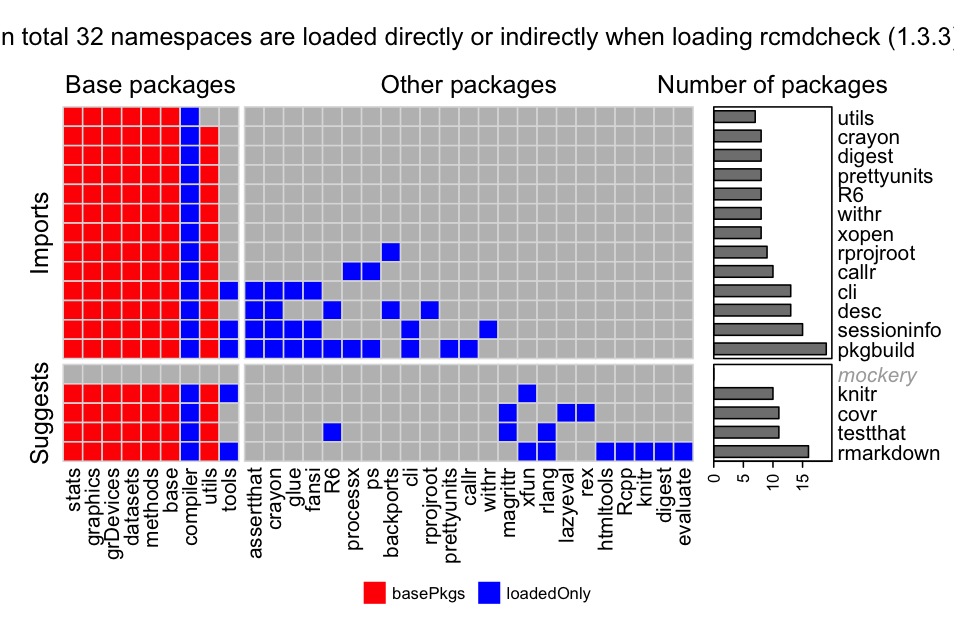 n total 32 namespaces are loaded directly or indirectly when loading rcmdcheck (1.3.3)
Base packages
Other packages
Number of packages
Imports
utils
crayon
digest
prettyunits
R6
withr
xopen
rprojroot
callr
cli
desc
sessioninfo
pkgbuild
Suggests
mockery
knitr
covr
testthat
rmarkdown
0
5
10
15
stats
graphics
grDevices
datasets
methods
base
compiler
utils
tools
assertthat
crayon
glue
fansi
R6
processx
ps
backports
cli
rprojroot
prettyunits
callr
withr
magrittr
xfun
rlang
lazyeval
rex
htmltools
Rcpp
knitr
digest
evaluate
basePkgs
loadedOnly